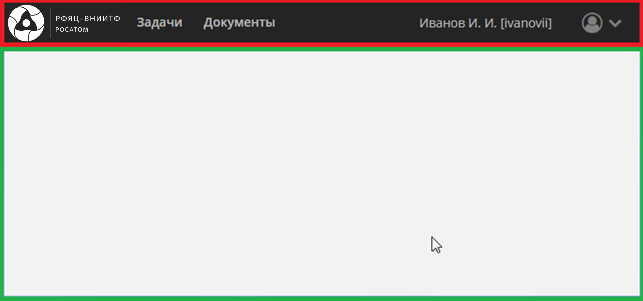 РФЯЦ-ВНИИТФ
РОСАТОМ
Задачи Документы Иванов И. И. [ivanovii]